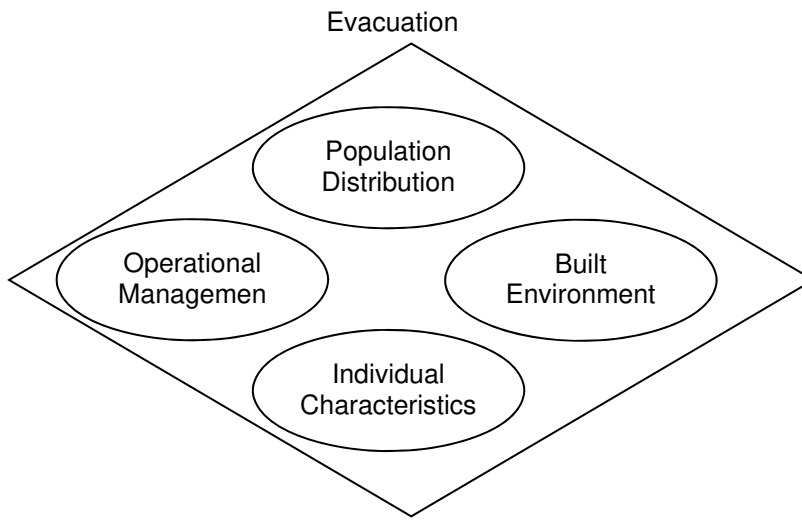 Evacuation
Population
Distribution
Operational
Managemen
Built
Environment
Individual
Characteristics